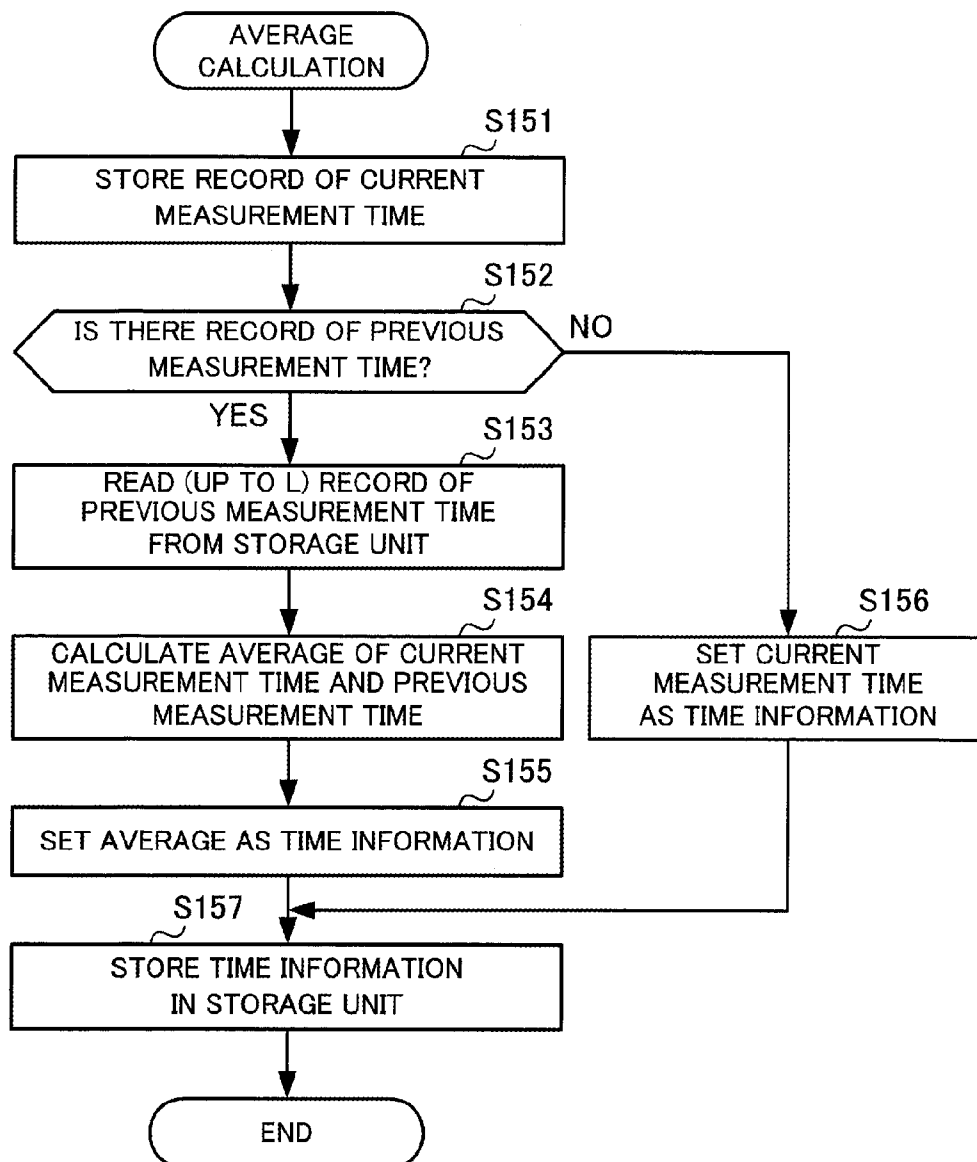 AVERAGE
CALCULATION
S151
STORE RECORD OF CURRENT
MEASUREMENT TIME
S152
IS THERE RECORD OF PREVIOUS
MEASUREMENT TIME?
NO
YES
S153
READ (UP TO L) RECORD OF
PREVIOUS MEASUREMENT TIME
FROM STORAGE UNIT
S154
CALCULATE AVERAGE OF CURRENT
MEASUREMENT TIME AND PREVIOUS
MEASUREMENT TIME
S156
SET CURRENT
MEASUREMENT TIME
AS TIME INFORMATION
S155
SET AVERAGE AS TIME INFORMATION
S157
STORE TIME INFORMATION
IN STORAGE UNIT
END